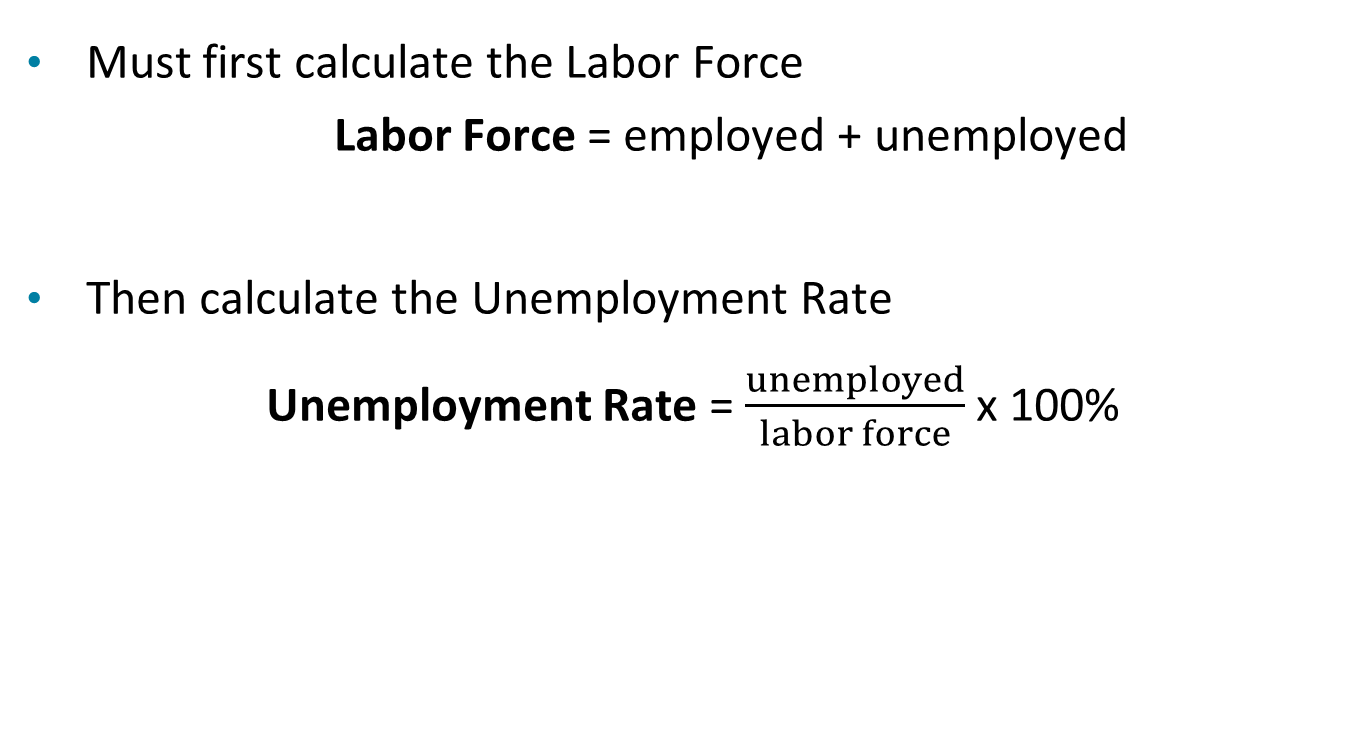 • Must first calculate the Labor Force
Labor Force = employed + unemployed
• Then calculate the Unemployment Rate
Unemployment Rate = unemployed/labor force x 100%